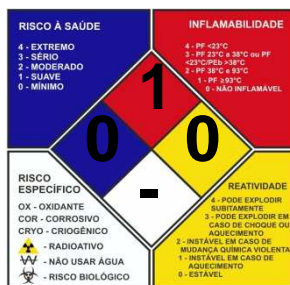 RISCO À SAÚDE
4 - EXTREMO
3 - SÉRIO
2 - MODERADO
1 - SUAVE
0 - MÍNIMO
INFLAMABILIDADE
4 - PF <23°C
3 - PF 23°C e 38°C ou PF
<23°C/PEb >38°C
2 - PF 38°C e 93°C
1 - PF ≥93°C
0 - NÃO INFLAMÁVEL
1
0
0
-
RISCO
ESPECÍFICO
OX - OXIDANTE
COR - CORROSIVO
CRYO - CRIOGÊNICO
- RADIOATIVO
W - NÃO USAR ÁGUA
- RISCO BIOLÓGICO
REATIVIDADE
4 - PODE EXPLODIR
SUBITAMENTE
3 - PODE EXPLODIR EM
CASO DE CHOQUE OU
AQUECIMENTO
2 - INSTÁVEL EM CASO DE
MUDANÇA QUÍMICA VIOLENTA
1 - INSTÁVEL EM CASO DE
AQUECIMENTO
0 - ESTÁVEL